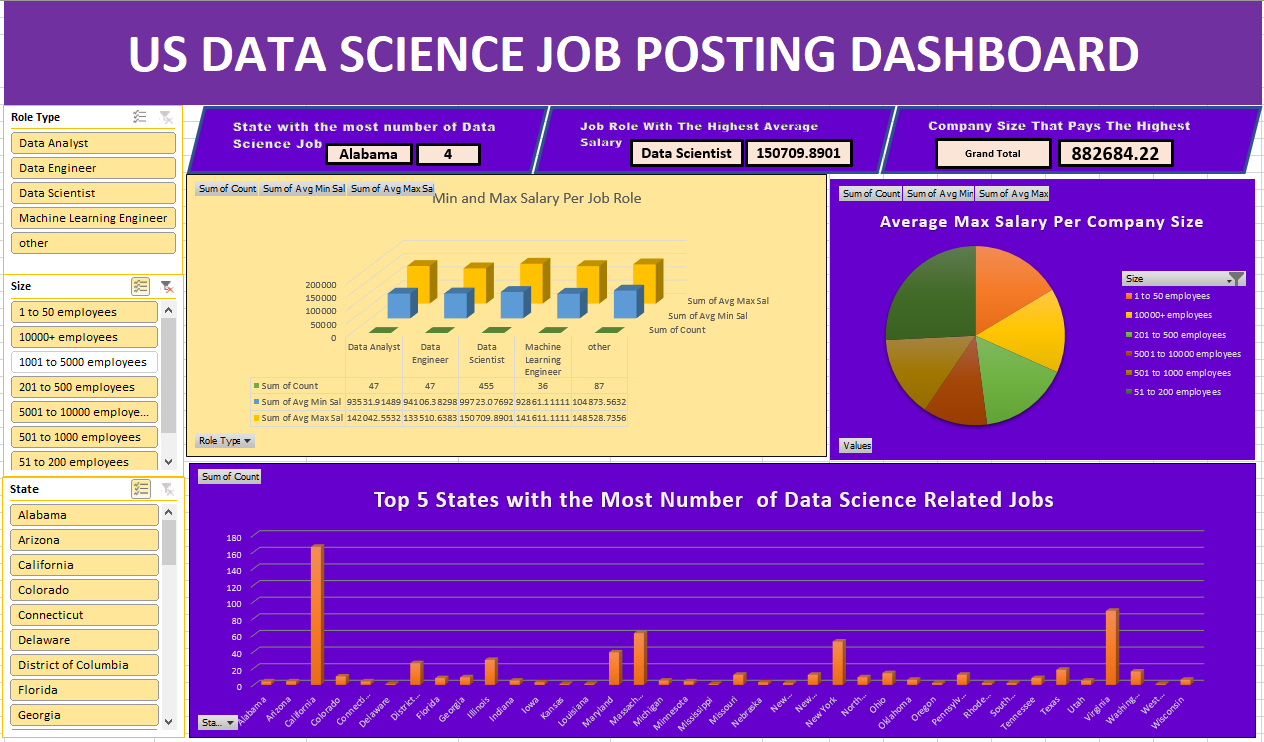 US DATA SCIENCE JOB POSTING DASHBOARD
Role Type
Data Analyst
Data Engineer
Data Scientist
Machine Learning Engineer
other
Size
1 to 50 employees
10000+ employees
1001 to 5000 employees
201 to 500 employees
5001 to 10000 employe...
501 to 1000 employees
51 to 200 employees
State
Alabama
Arizona
California
Colorado
Connecticut
Delaware
District of Columbia
Florida
Georgia
State with the most number of Data
Science Job
Alabama
4
Job Role With The Highest Average
Salary
Data Scientist
150709.8901
Company Size That Pays The Highest
Grand Total
882684.22
Sum of Count
Sum of Avg Min Sal
Sum of Avg Max Sa
Min and Max Salary Per Job Role
200000
150000
100000
50000
0
Sum of Avg Max Sal
Sum of Avg Min Sal
Sum of Count
Data Analyst
Data
Engineer
Data
Scientist
Machine
Learning
Engineer
other
Sum of Count 47 47 455 36 87
Sum of Avg Min Sal 93531.91489 94106.38298 99723.07692 92861.11111 104873.5632
Sum of Avg Max Sal 142042.5532 133510.6383 150709.8901 141611.1111 148528.7356
Role Type
Sum of Count
Sum of Avg Min
Sum of Avg Max
Average Max Salary Per Company Size
Size
1 to 50 employees
10000+ employees
201 to 500 employees
5001 to 10000 employees
501 to 1000 employees
51 to 200 employees
Values
Sum of Count
Top 5 States with the Most Number of Data Science Related Jobs
180
160
140
120
100
80
60
40
20
0
Alabama
Arizona
California
Colorado
Connecti...
Delaware
District...
Florida
Georgia
Illinois
Indiana
Iowa
Kansas
Louisiana
Maryland
Massach...
Michigan
Minnesota
Mississippi
Missouri
Nebraska
New...
New...
New York
North...
Ohio
Oklahoma
Oregon
Pennsylv...
Rhode...
South...
Tennessee
Texas
Utah
Virginia
Washing...
West...
Wisconsin
Sta...